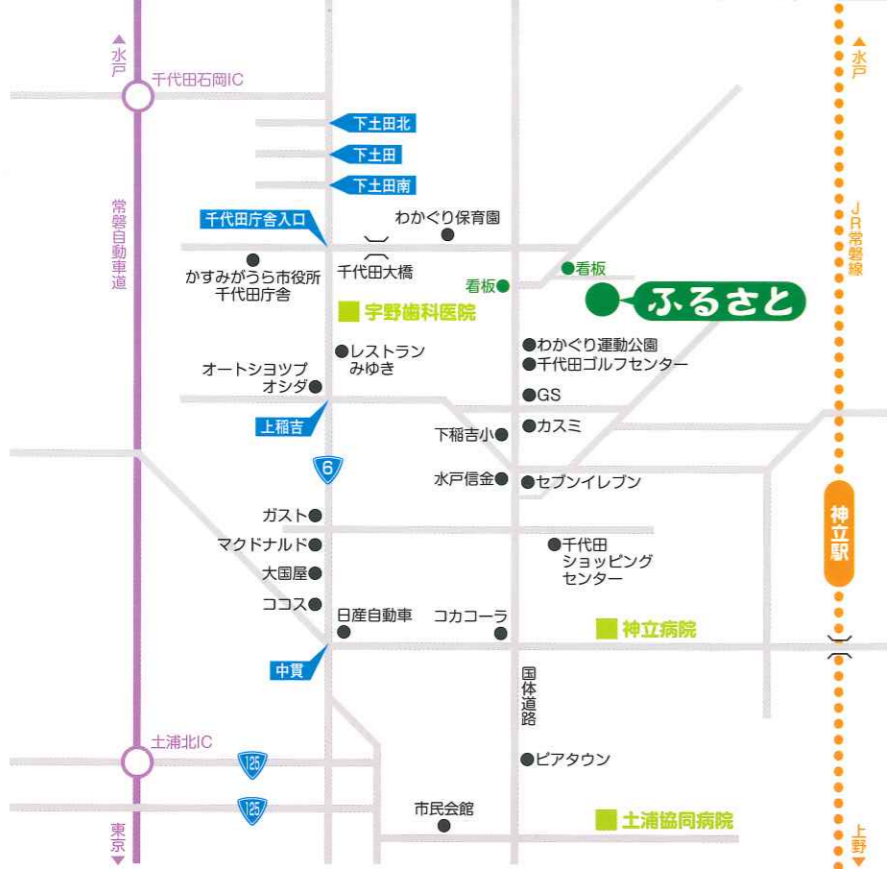 ▲水戸
千代田石岡IC
常磐自動車道
土浦北IC
東京▼
下土田北
下土田
下土田南
千代田庁舎入口
わかぐり保育園
かすみがうら市役所
千代田庁舎
千代田大橋
看板
看板
ふるさと
宇野歯科医院
レストラン
みゆき
オートシヨツプ
オシダ
上稲吉
わかぐり運動公園
千代田ゴルフセンター
GS
カスミ
下稲吉小
水戸信金
セブンイレブン
6
ガスト
マクドナルド
大国屋
ココス
千代田
ショッピング
センター
日産自動車
コカコーラ
神立病院
中貫
国体道路
125
125
ピアタウン
市民会館
土浦協同病院
▲水戸
JR常磐線
神立駅
上野▼